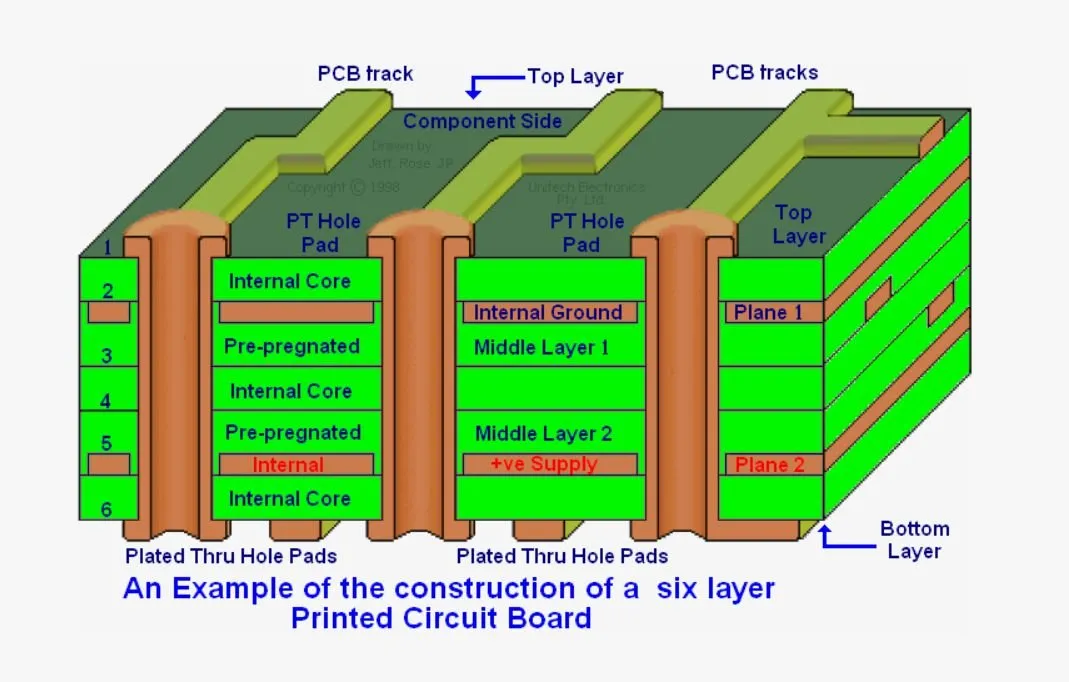 PCB track
Top Layer
PCB tracks
Component Side
Drawn by
Jeff. Rose JP
Copyright © 1998
Uniztech Electronics
Pty. Ltd.
PT Hole
Pad
PT Hole
Pad
Top
Layer
1
2
Internal Core
Internal Ground
Plane 1
3
Pre-pregnated
Middle Layer 1
4
Internal Core
5
Pre-pregnated
Middle Layer 2
Internal
+ve Supply
Plane 2
6
Internal Core
Bottom
Layer
Plated Thru Hole Pads
Plated Thru Hole Pads
An Example of the construction of a six layer
Printed Circuit Board